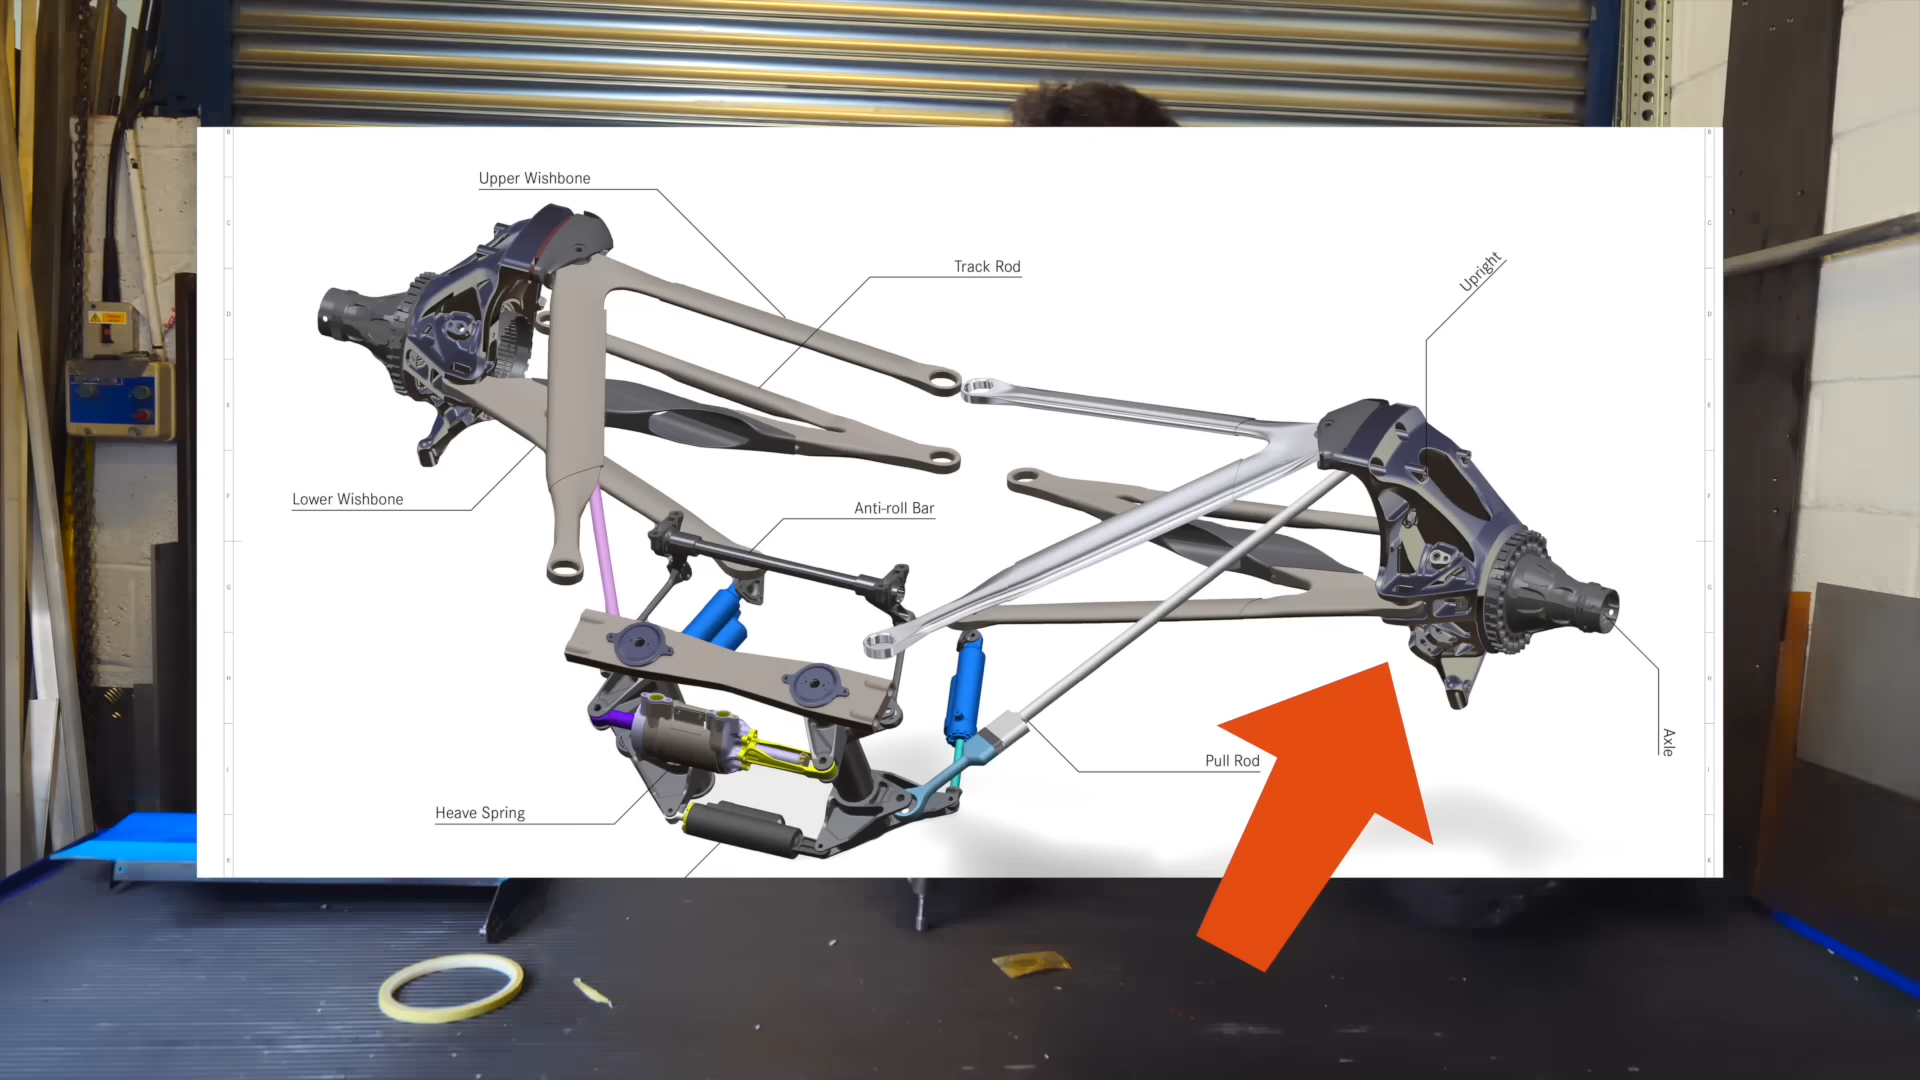 Upper Wishbone
Track Rod
Upright
Lower Wishbone
Anti-roll Bar
Pull Rod
Axle
Heave Spring
B
C
D
E
F
G
H
J
K
B
C
D
E
F
G
H
J
K